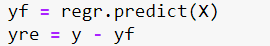 yf = regr.predict(X)
yre = y - yf